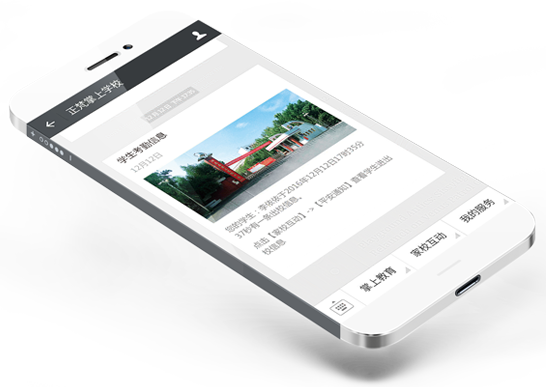 正梵掌上学校
学生考勤信息
12月12日
您的学生：李依依于2016年12月12日17时35分
37秒有一条出校信息。
点击【家校互动】->【平安通知】查看学生进出
校信息
掌上教育
家校互动
我的服务